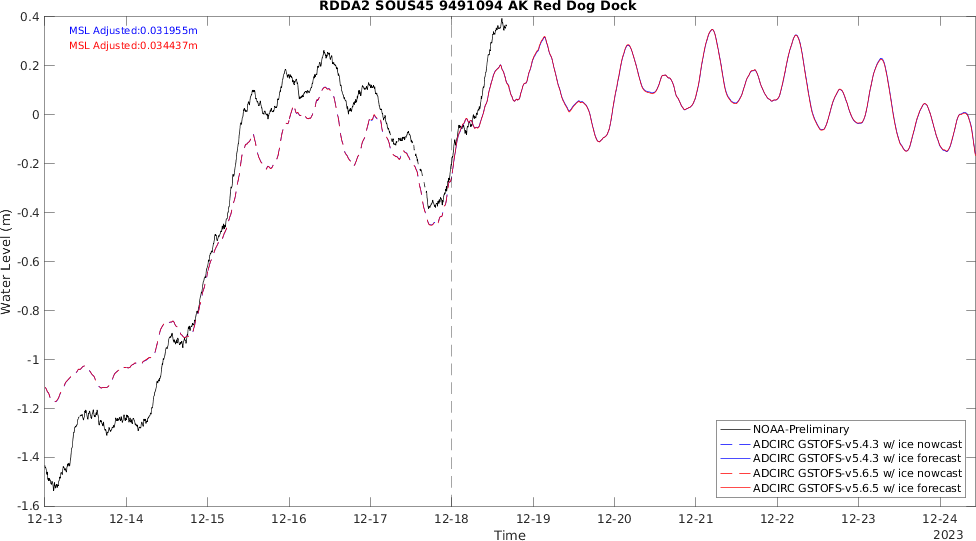 RDDA2 SOUS45 9491094 AK Red Dog Dock
MSL Adjusted:0.031955m
MSL Adjusted:0.034437m
0.4
0.2
0
-0.2
-0.4
-0.6
-0.8
-1
-1.2
-1.4
-1.6
Water Level (m)
NOAA-Preliminary
ADCIRC GSTOFS-v5.4.3 w/ ice nowcast
ADCIRC GSTOFS-v5.4.3 w/ ice forecast
ADCIRC GSTOFS-v5.6.5 w/ ice nowcast
ADCIRC GSTOFS-v5.6.5 w/ ice forecast
12-13 12-14 12-15 12-16 12-17 12-18 12-19 12-20 12-21 12-22 12-23 12-24
Time
2023